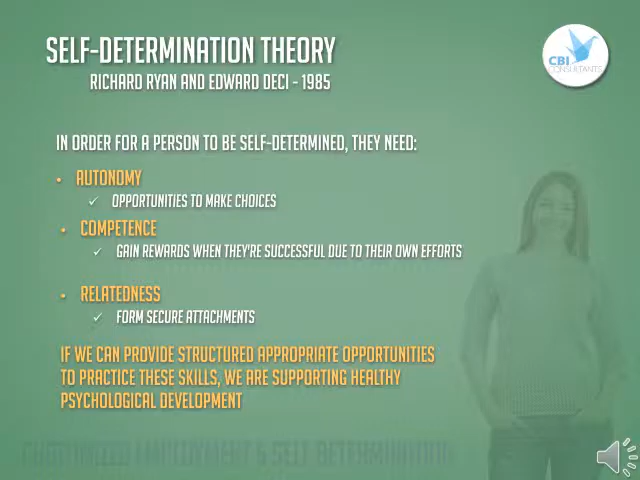 SELF-DETERMINATION THEORY
RICHARD RYAN AND EDWARD DECI - 1985
CBI
CONSULTANTS
IN ORDER FOR A PERSON TO BE SELF-DETERMINED, THEY NEED:
• AUTONOMY
✓ OPPORTUNITIES TO MAKE CHOICES
• COMPETENCE
✓ GAIN REWARDS WHEN THEY'RE SUCCESSFUL DUE TO THEIR OWN EFFORTS
• RELATEDNESS
✓ FORM SECURE ATTACHMENTS
IF WE CAN PROVIDE STRUCTURED APPROPRIATE OPPORTUNITIES
TO PRACTICE THESE SKILLS, WE ARE SUPPORTING HEALTHY
PSYCHOLOGICAL DEVELOPMENT
& SELF DETERMINATION